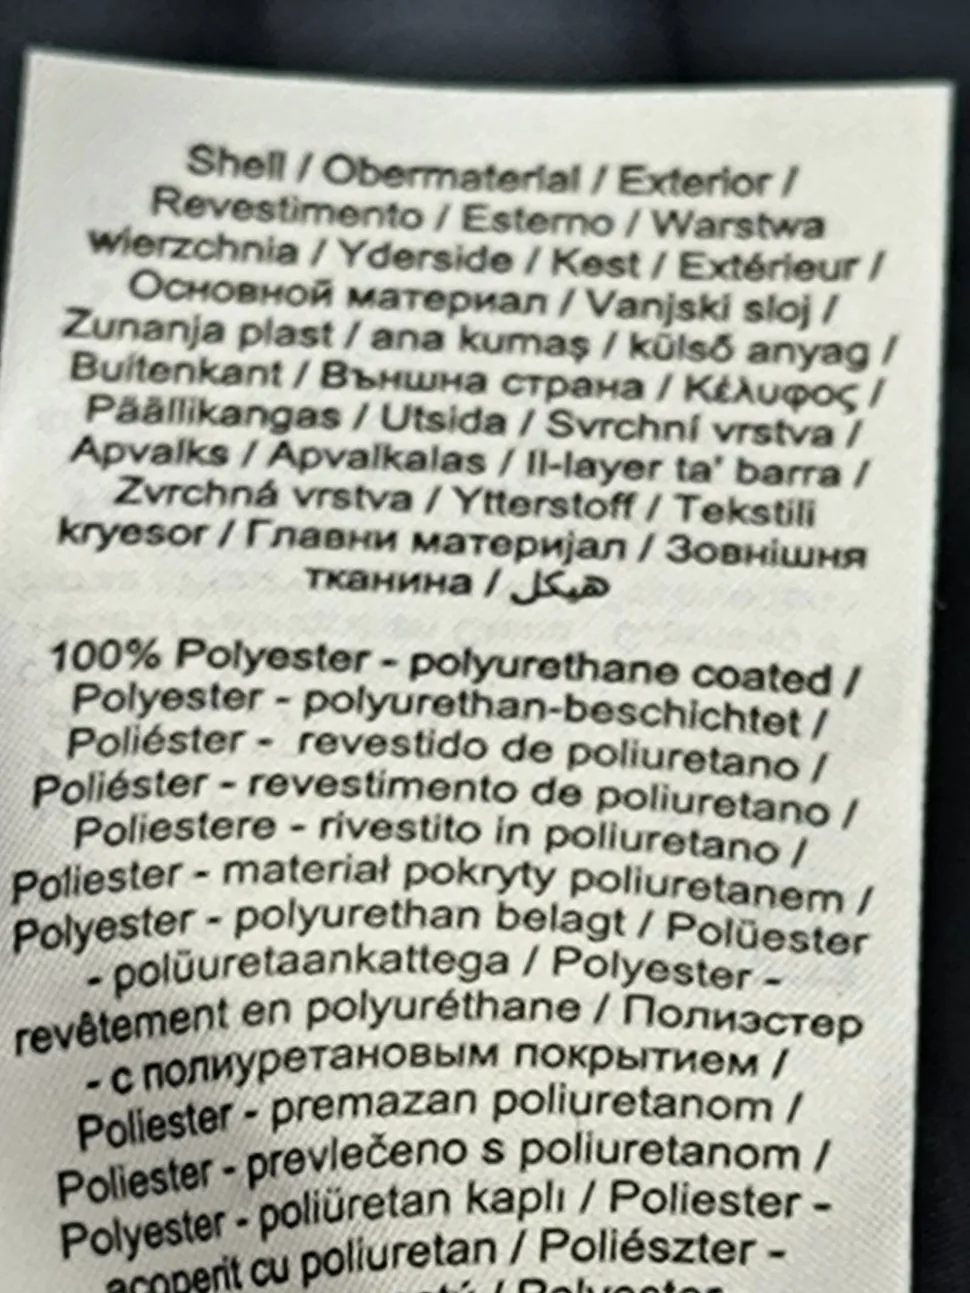 Shell / Obermaterial / Exterior /
Revestimento / Esterno / Warstwa
wierzchnia / Yderside / Kest / Extérieur /
Основной материал / Vanjski sloj /
Zunanja plast / ana kumaş / külső anyag /
Buitenkant / Външна страна / Κέλυφος /
Päällikangas / Utsida / Svrchní vrstva /
Apvalks / Apvalkalas / Il-layer ta' barra /
Zvrchná vrstva / Ytterstoff / Tekstili
kryesor / Главни материјал / Зовнішня
тканина / هيكل
100% Polyester - polyurethane coated /
Polyester - polyurethan-beschichtet /
Poliéster - revestido de poliuretano /
Poliéster - revestimento de poliuretano /
Poliestere - rivestito in poliuretano /
Poliester - materiał pokryty poliuretanem /
Polyester - polyurethan belagt / Polüester
- polüuretaankattega / Polyester -
revêtement en polyuréthane / Полиэстер
- с полиуретановым покрытием /
Poliester - premazan poliuretanom /
Poliester - prevlečeno s poliuretanom /
Polyester - poliüretan kaplı / Poliester -
acoperit cu poliuretan / Poliészter -
/ Polyester